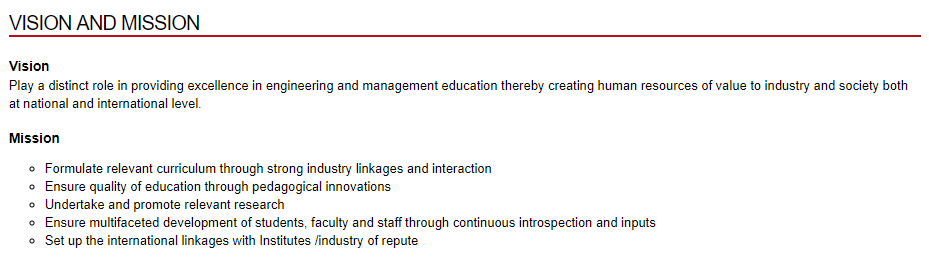 VISION AND MISSION
Vision
Play a distinct role in providing excellence in engineering and management education thereby creating human resources of value to industry and society both
at national and international level.
Mission
Formulate relevant curriculum through strong industry linkages and interaction
Ensure quality of education through pedagogical innovations
Undertake and promote relevant research
Ensure multifaceted development of students, faculty and staff through continuous introspection and inputs
Set up the international linkages with Institutes /industry of repute